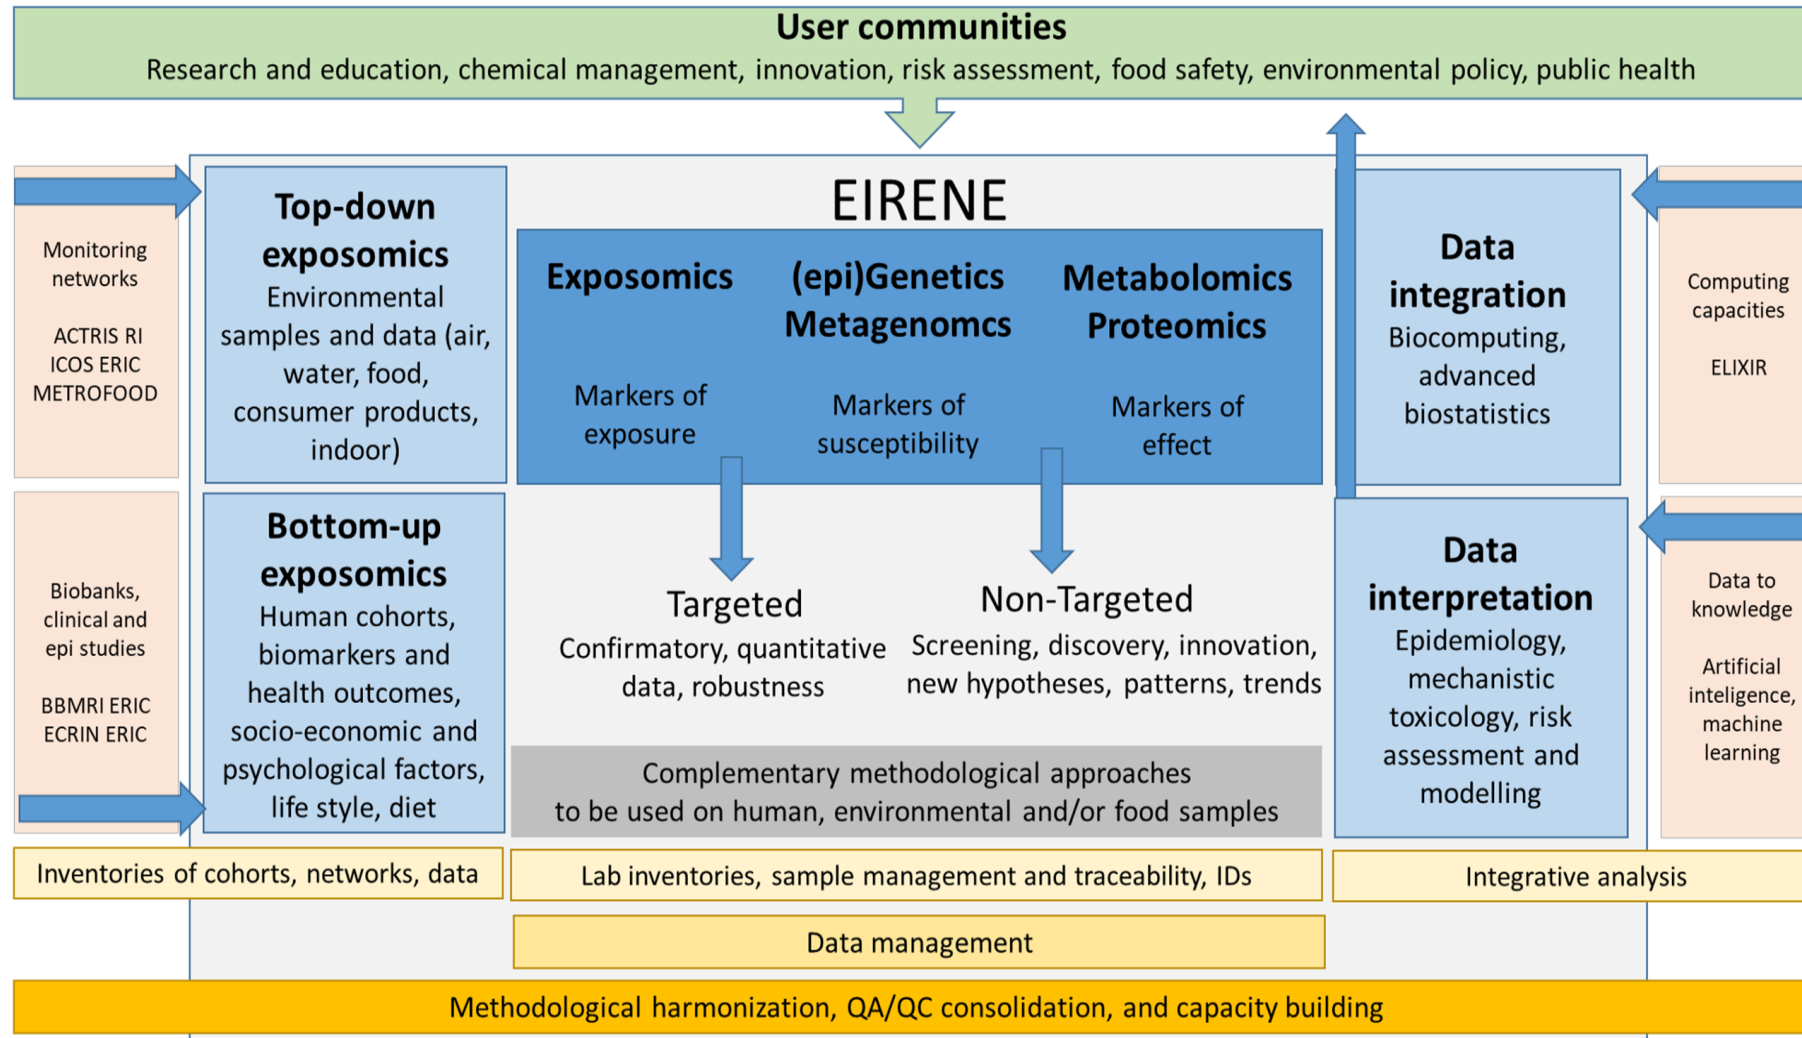 User communities
Research and education, chemical management, innovation, risk assessment, food safety, environmental policy, public health
Monitoring
networks
ACTRIS RI
ICOS ERIC
METROFOOD
Top-down
exposomics
Environmental
samples and data (air,
water, food,
consumer products,
indoor)
EIRENE
Exposomics
Markers of
exposure
(epi)Genetics
Metagenomcs
Markers of
susceptibility
Metabolomics
Proteomics
Markers of
effect
Data
integration
Biocomputing,
advanced
biostatistics
Computing
capacities
ELIXIR
Biobanks,
clinical and
epi studies
BBMRI ERIC
ECRIN ERIC
Bottom-up
exposomics
Human cohorts,
biomarkers and
health outcomes,
socio-economic and
psychological factors,
life style, diet
Targeted
Confirmatory, quantitative
data, robustness
Non-Targeted
Screening, discovery, innovation,
new hypotheses, patterns, trends
Complementary methodological approaches
to be used on human, environmental and/or food samples
Data
interpretation
Epidemiology,
mechanistic
toxicology, risk
assessment and
modelling
Data to
knowledge
Artificial
inteligence,
machine
learning
Inventories of cohorts, networks, data
Lab inventories, sample management and traceability, IDs
Integrative analysis
Data management
Methodological harmonization, QA/QC consolidation, and capacity building